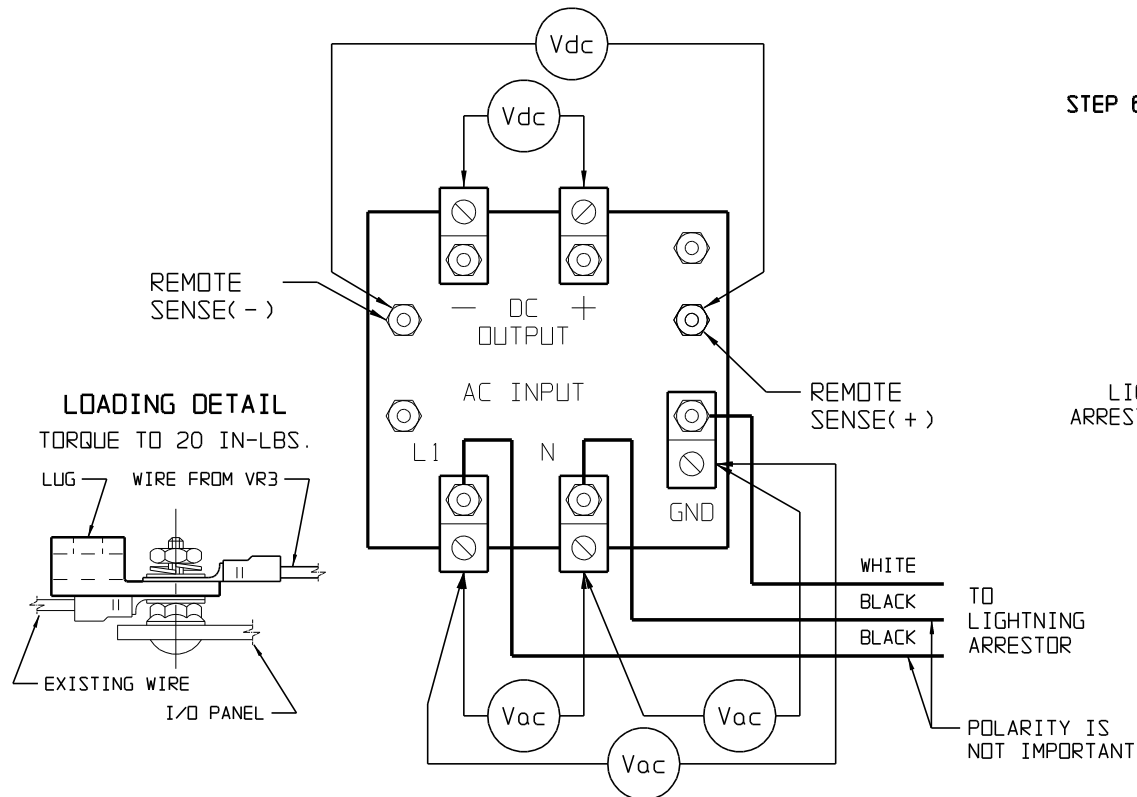 Vdc
Vdc
STEP 6
REMOTE
SENSE(-)
- DC +
OUTPUT
AC INPUT
LOADING DETAIL
TORQUE TO 20 IN-LBS.
LUG
WIRE FROM VR3
L1
N
GND
REMOTE
SENSE(+)
LIG
ARREST
WHITE
BLACK
BLACK
TO
LIGHTNING
ARRESTOR
EXISTING WIRE
I/O PANEL
Vac
Vac
Vac
POLARITY IS
NOT IMPORTANT